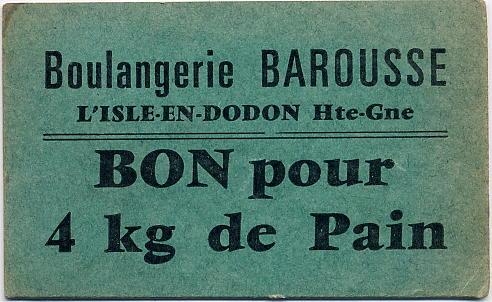 Boulangerie BAROUSSE
L'ISLE-EN-DODON Hte-Gne
BON pour
4 kg de Pain